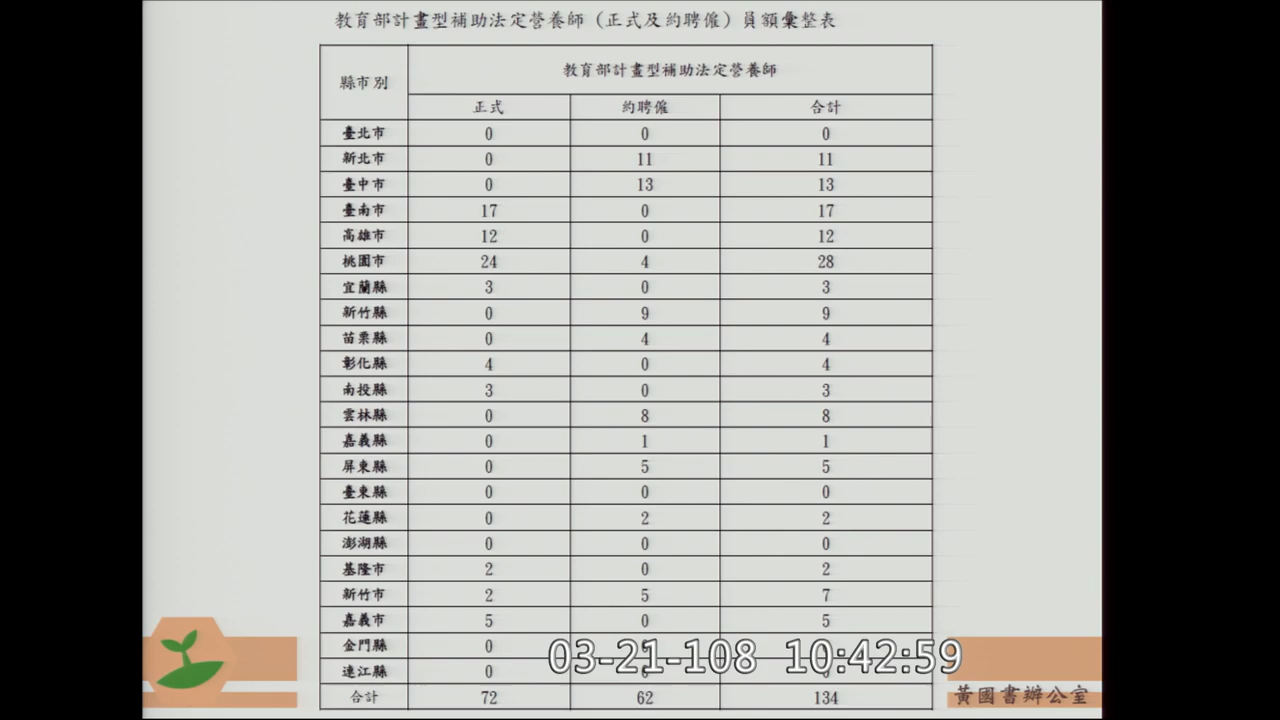 教育部計畫型補助法定營養師（正式及約聘僱）員額彙整表
縣市別 教育部計畫型補助法定營養師
正式 約聘僱 合計
臺北市 0 0 0
新北市 0 11 11
臺中市 0 13 13
臺南市 17 0 17
高雄市 12 0 12
桃園市 24 4 28
宜蘭縣 3 0 3
新竹縣 0 9 9
苗栗縣 0 4 4
彰化縣 4 0 4
南投縣 3 0 3
雲林縣 0 8 8
嘉義縣 0 1 1
屏東縣 0 5 5
臺東縣 0 0 0
花蓮縣 0 2 2
澎湖縣 0 0 0
基隆市 2 0 2
新竹市 2 5 7
嘉義市 5 0 5
金門縣 0
03-21-108 10:42:59
連江縣 0
合計 72 62 134
黃國書辦公室